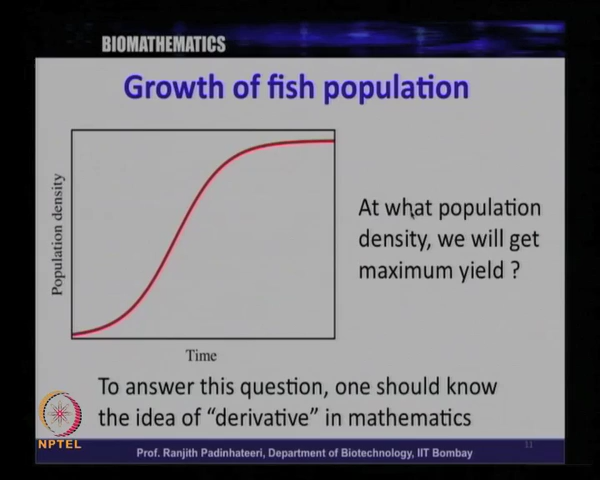 BIOMATHEMATICS
Growth of fish population
Population density
Time
At what population
density, we will get
maximum yield ?
To answer this question, one should know
the idea of “derivative” in mathematics
NPTEL
Prof. Ranjith Padinhateeri, Department of Biotechnology, IIT Bombay
11